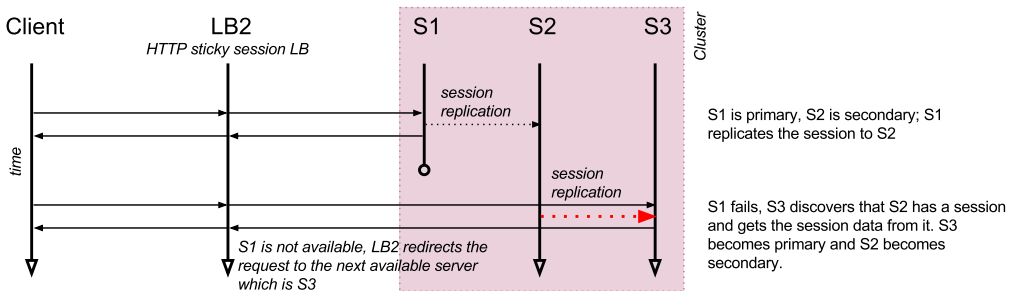 Client
LB2
S1
S2
S3
HTTP sticky session LB
Cluster
session
replication
S1 is primary, S2 is secondary; S1
replicates the session to S2
time
session
replication
S1 fails, S3 discovers that S2 has a session
and gets the session data from it. S3
becomes primary and S2 becomes
secondary.
S1 is not available, LB2 redirects the
request to the next available server
which is S3